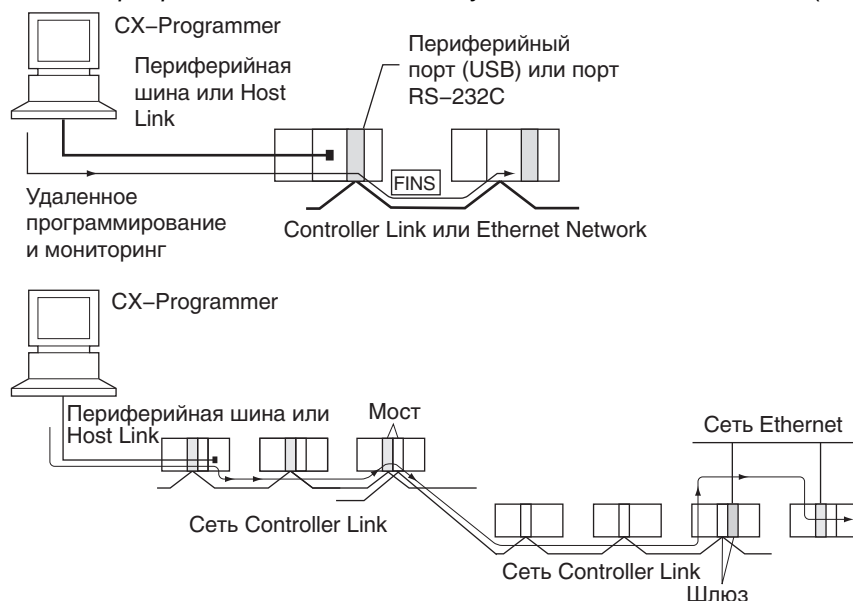 CX–Programmer
Периферийная
шина или Host
Link
Периферийный
порт (USB) или порт
RS–232C
FINS
Удаленное
программирование
и мониторинг
Controller Link или Ethernet Network
CX–Programmer
Периферийная шина или
Host Link
Мост
Сеть Ethernet
Сеть Controller Link
Сеть Controller Link
Шлюз